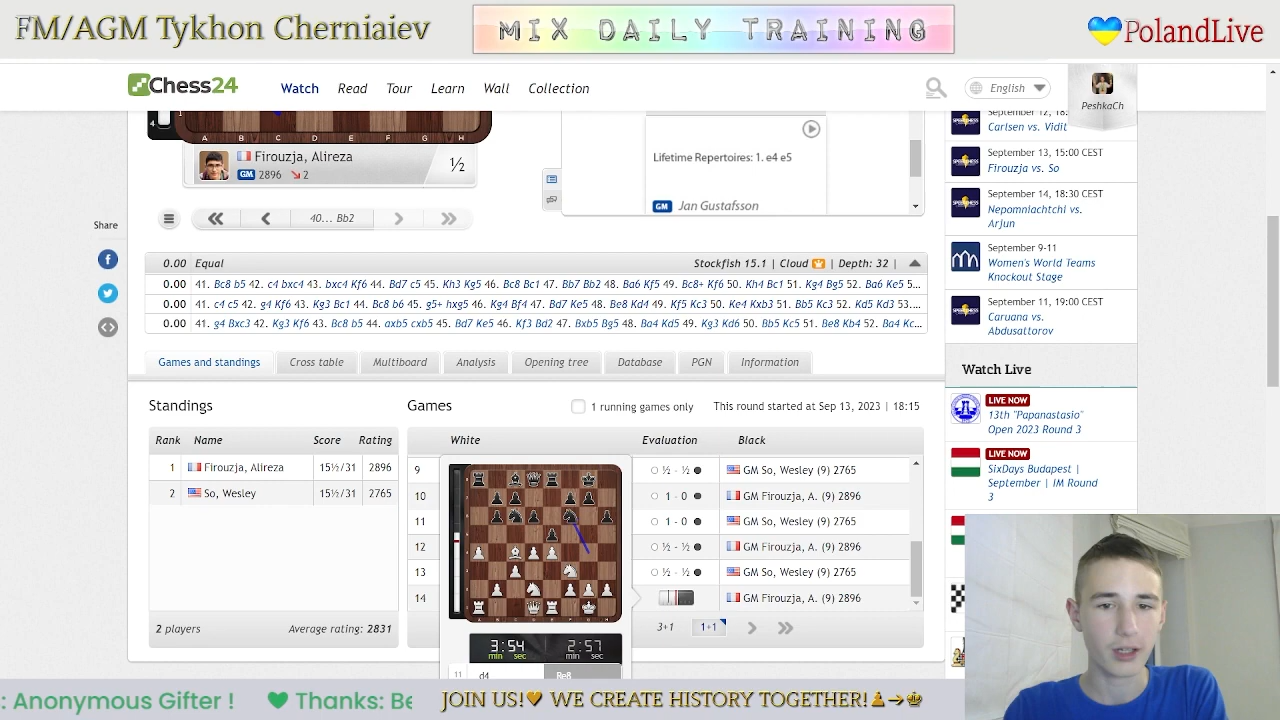 FM/AGM Tykhon Cherniaiev
MIX DAILY TRAINING
PolandLive
Chess24
Watch Read Tour Learn Wall Collection
English
PeshkaCh
A B C D E F G H
4
Firouzja, Alireza
GM 2896 2
½
Lifetime Repertoires: 1. e4 e5
GM Jan Gustafsson
September 12, 18:
Carlsen vs. Vidit
September 13, 15:00 CEST
Firouzja vs. So
September 14, 18:30 CEST
Nepomniachtchi vs.
Arjun
September 9-11
Women's World Teams
Knockout Stage
September 11, 19:00 CEST
Caruana vs.
Abdusattorov
40... Bb2
Share
0.00 Equal
Stockfish 15.1 | Cloud | Depth: 32 |
0.00 41. Bc8 b5 42. c4 bxc4 43. bxc4 Kf6 44. Bd7 c5 45. Kh3 Kg5 46. Bc8 Bc1 47. Bb7 Bb2 48. Ba6 Kf5 49. Bc8+ Kf6 50. Kh4 Bc1 51. Kg4 Bg5 52. Ba6 Ke5 5...
0.00 41. c4 c5 42. g4 Kf6 43. Kg3 Bc1 44. Bc8 b6 45. g5+ hxg5 46. Kg4 Bf4 47. Bd7 Ke5 48. Be8 Kd4 49. Kf5 Kc3 50. Ke4 Kxb3 51. Bb5 Kc3 52. Kd5 Kd3 53....
0.00 41. g4 Bxc3 42. Kg3 Kf6 43. Bc8 b5 44. axb5 cxb5 45. Bd7 Ke5 46. Kf3 Bd2 47. Bxb5 Bg5 48. Ba4 Kd5 49. Kg3 Kd6 50. Bb5 Kc5 51. Be8 Kb4 52. Ba4 Kc...
Games and standings Cross table Multiboard Analysis Opening tree Database PGN Information
Standings
Rank Name Score Rating
1 Firouzja, Alireza 15½/31 2896
2 So, Wesley 15½/31 2765
2 players Average rating: 2831
Games
1 running games only This round started at Sep 13, 2023 | 18:15
White Evaluation Black
9 ½ - ½ GM So, Wesley (9) 2765
10 1 - 0 GM Firouzja, A. (9) 2896
11 1 - 0 GM So, Wesley (9) 2765
12 ½ - ½ GM Firouzja, A. (9) 2896
13 ½ - ½ GM So, Wesley (9) 2765
14 GM Firouzja, A. (9) 2896
3+1 1+1
3:54 2:57
min sec min sec
11 d4 Re8
Watch Live
LIVE NOW
13th "Papanastasio"
Open 2023 Round 3
LIVE NOW
SixDays Budapest |
September | IM Round
3
: Anonymous Gifter ! Thanks: Be
JOIN US! WE CREATE HISTORY TOGETHER!